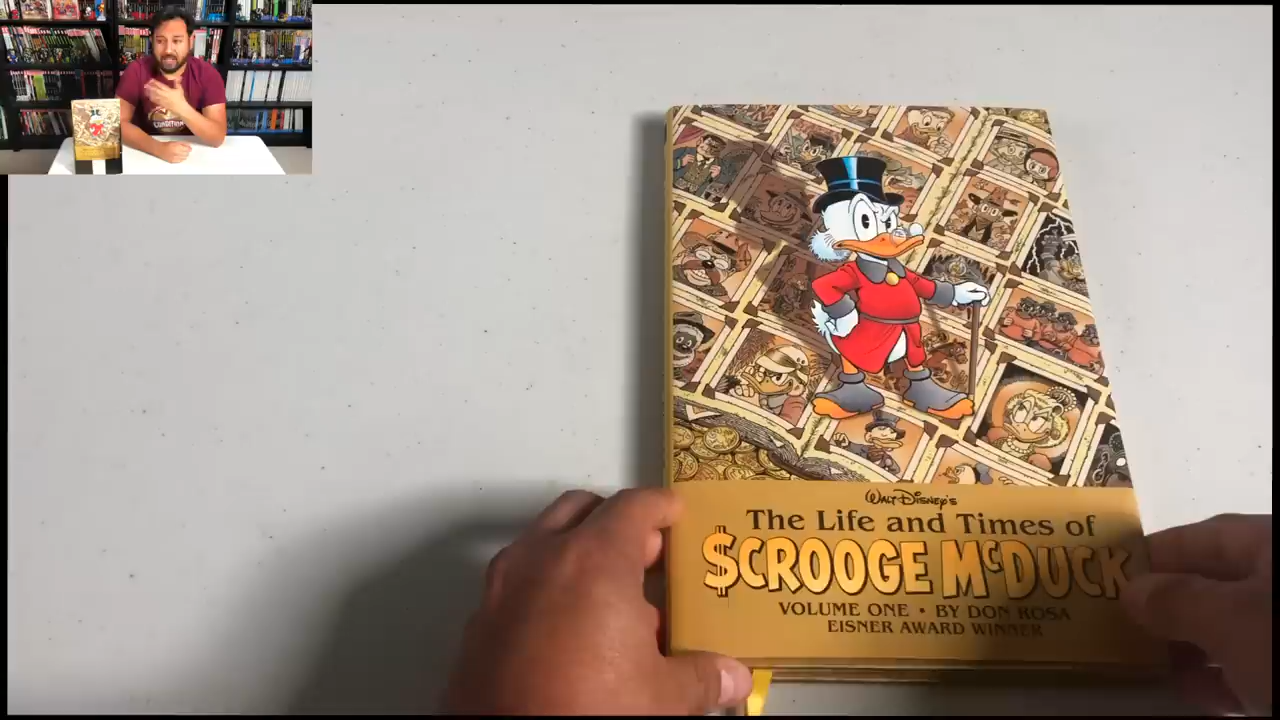 Walt Disney's
The Life and Times of
$crooge McDuck
VOLUME ONE • BY DON ROSA
EISNER AWARD WINNER